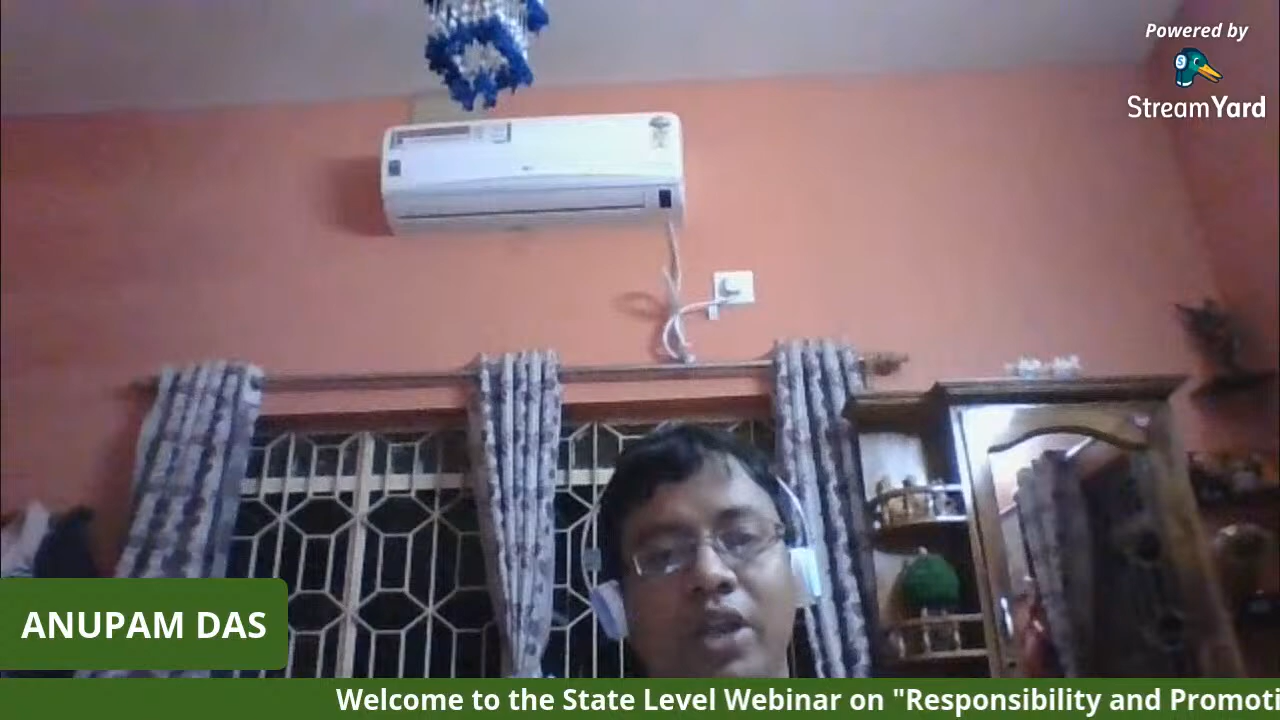 Powered by
StreamYard
ANUPAM DAS
Welcome to the State Level Webinar on "Responsibility and Promoti